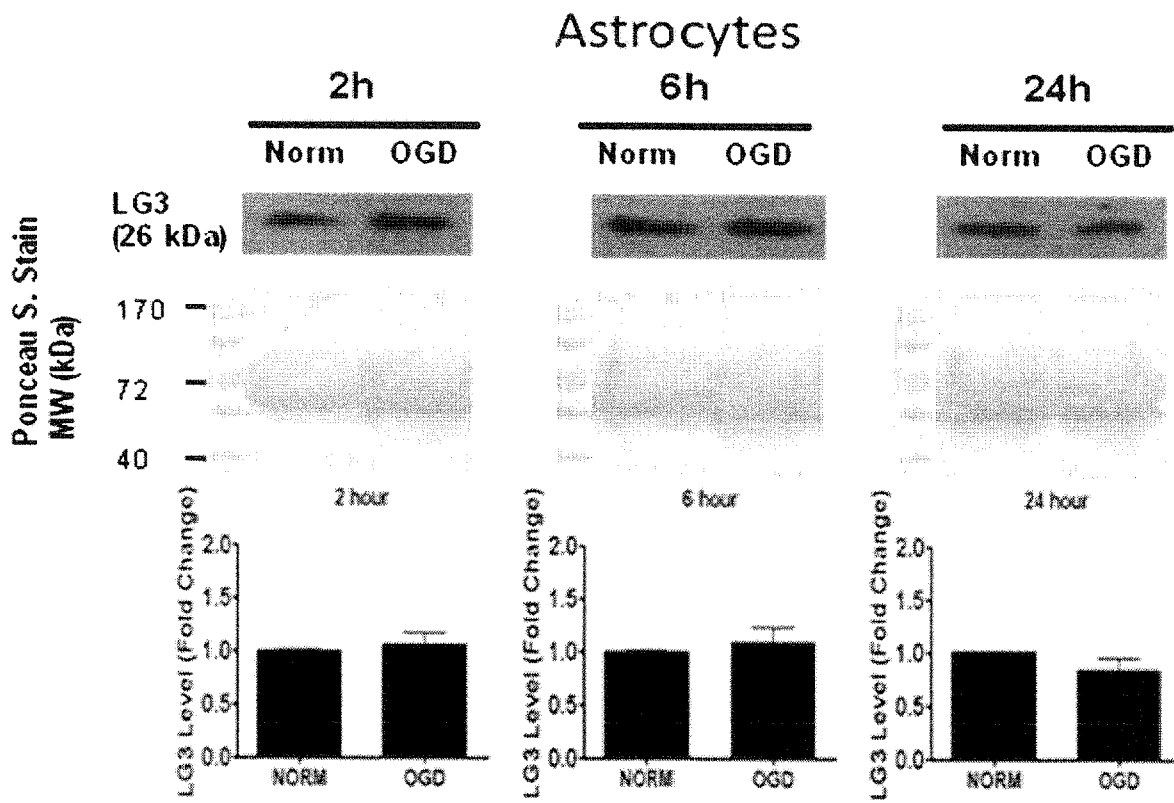 Astrocytes
2h 6h 24h
Norm OGD Norm OGD Norm OGD
LG3
(26 kDa)
Ponceau S. Stain
MW (kDa)
170
72
40
2 hour
LG3 Level (Fold Change)
2.0
1.5
1.0
0.5
0.0
NORM OGD
6 hour
LG3 Level (Fold Change)
2.0
1.5
1.0
0.5
0.0
NORM OGD
24 hour
LG3 Level (Fold Change)
2.0
1.5
1.0
0.5
0.0
NORM OGD